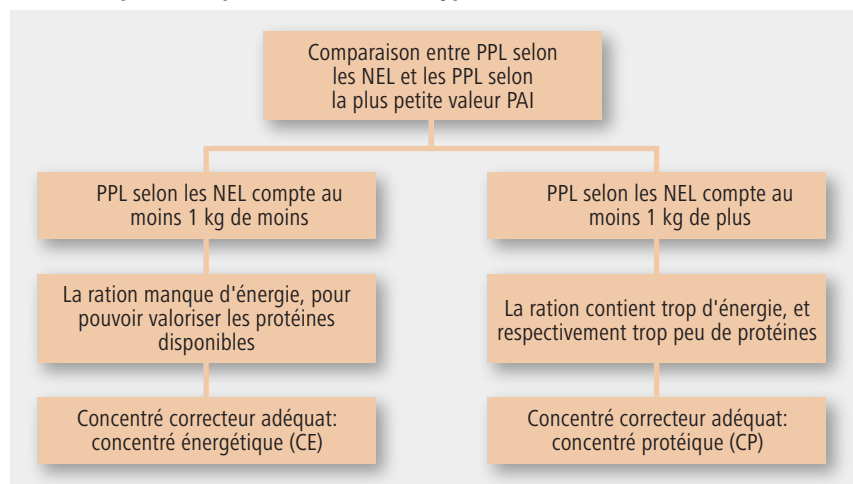 Comparaison entre PPL selon
les NEL et les PPL selon
la plus petite valeur PAI
PPL selon les NEL compte au
moins 1 kg de moins
La ration manque d'énergie, pour
pouvoir valoriser les protéines
disponibles
Concentré correcteur adéquat:
concentré énergétique (CE)
PPL selon les NEL compte au
moins 1 kg de plus
La ration contient trop d'énergie, et
respectivement trop peu de protéines
Concentré correcteur adéquat:
concentré protéique (CP)